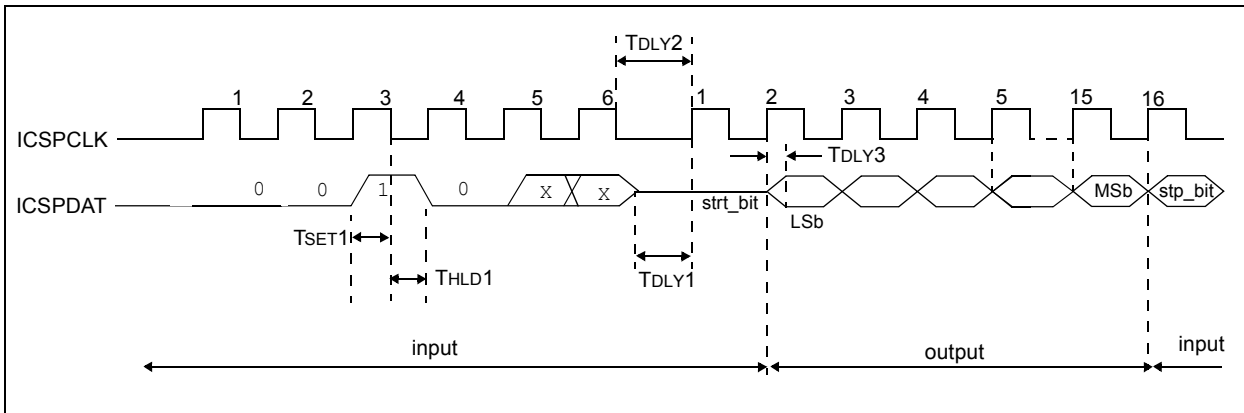 TDLY2
1 2 3 4 5 6 1 2 3 4 5 15 16
ICSPCLK
TDLY3
ICSPDAT
0 0 1 0 X X strt_bit LSb MSb stp_bit
TSET1
THLD1
TDLY1
input output input